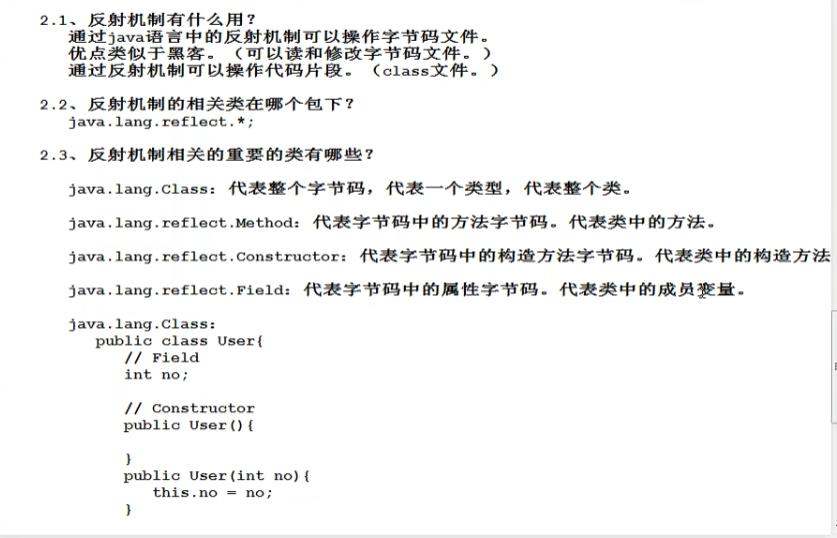 2.1、反射机制有什么用？
通过java语言中的反射机制可以操作字节码文件。
优点类似于黑客。（可以读和修改字节码文件。）
通过反射机制可以操作代码片段。（class文件。）
2.2、反射机制的相关类在哪个包下？
java.lang.reflect.*;
2.3、反射机制相关的重要的类有哪些？
java.lang.Class：代表整个字节码，代表一个类型，代表整个类。
java.lang.reflect.Method：代表字节码中的方法字节码。代表类中的方法。
java.lang.reflect.Constructor：代表字节码中的构造方法字节码。代表类中的构造方法
java.lang.reflect.Field：代表字节码中的属性字节码。代表类中的成员变量。
java.lang.Class：
public class User{
// Field
int no;
// Constructor
public User(){
}
public User(int no){
this.no = no;
}